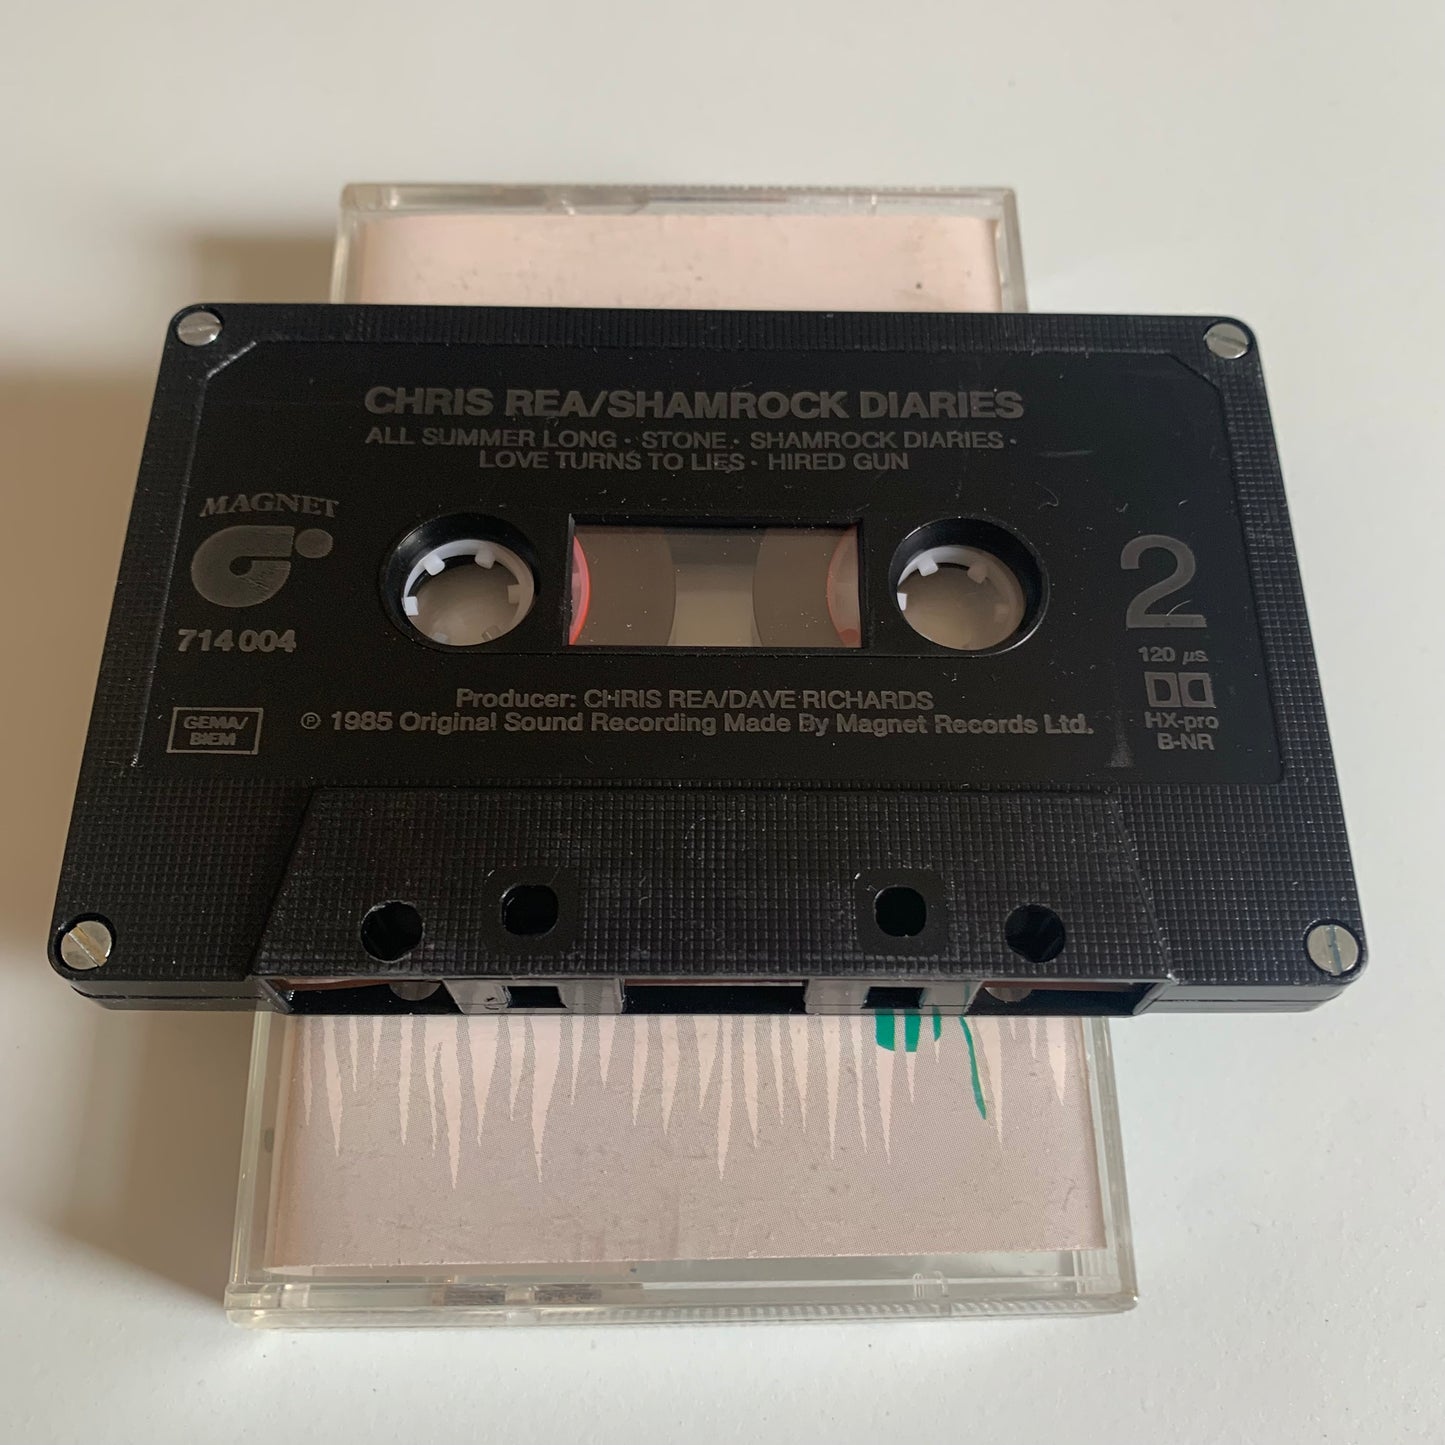 CHRIS REA/SHAMROCK DIARIES
ALL SUMMER LONG · STONE · SHAMROCK DIARIES ·
LOVE TURNS TO LIES · HIRED GUN
MAGNET
714 004
GEMA/
BIEM
2
120 µs
HX-pro
B-NR
Producer: CHRIS REA/DAVE RICHARDS
℗ 1985 Original Sound Recording Made By Magnet Records Ltd.